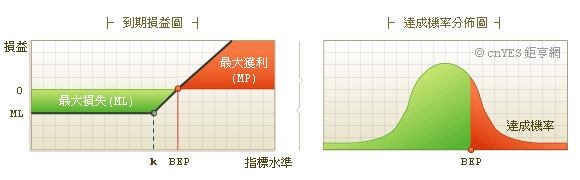 到期損益圖
達成機率分佈圖
損益
0
ML
最大獲利
(MP)
最大損失(ML)
k
BEP
指標水準
© cnYES 鉅亨網
達成機率
BEP